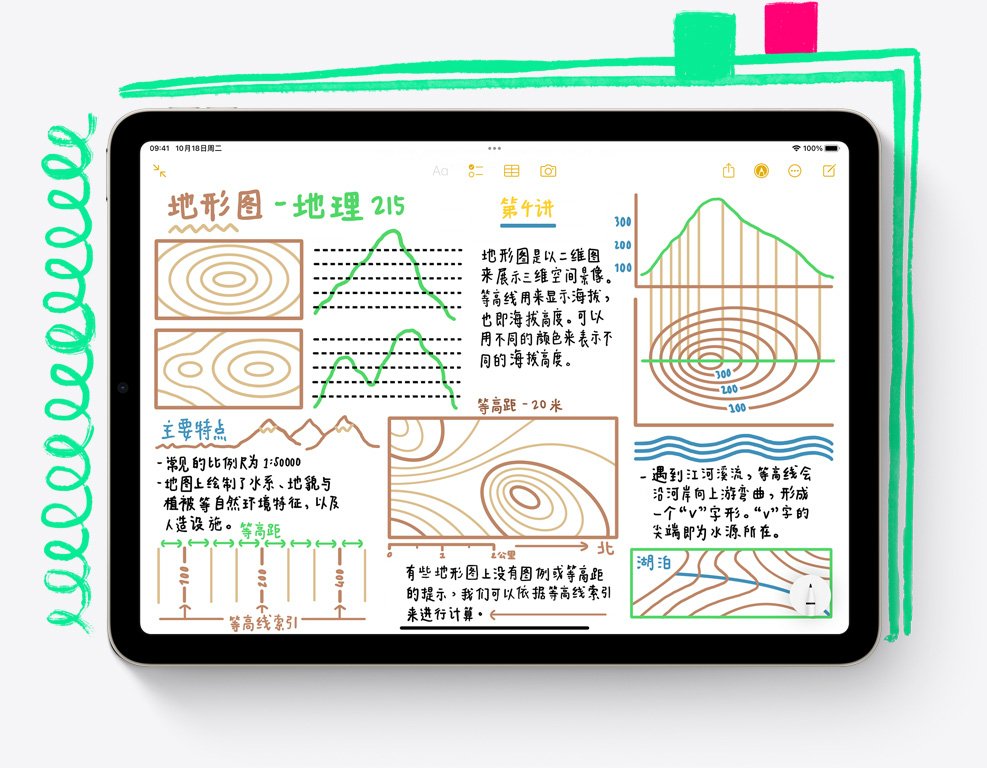 09:41 10月18日周二
100%
Aa
地形图 - 地理 215
第4讲
地形图是以二维图
来展示三维空间景像。
等高线用来显示海拔，
也即海拔高度。可以
用不同的颜色来表示不
同的海拔高度。
300
200
100
300
200
100
主要特点
- 常见的比例尺为 1:50000
- 地图上绘制了水系、地貌与
植被等自然环境特征，以及
人造设施。
等高距
100
200
400
等高线索引
等高距 - 20 米
0
2公里
北
有些地形图上没有图例或等高距
的提示，我们可以依据等高线索引
来进行计算。
- 遇到江河溪流，等高线会
沿河岸向上游弯曲，形成
一个“V”字形。“V”字的
尖端即为水源所在。
湖泊